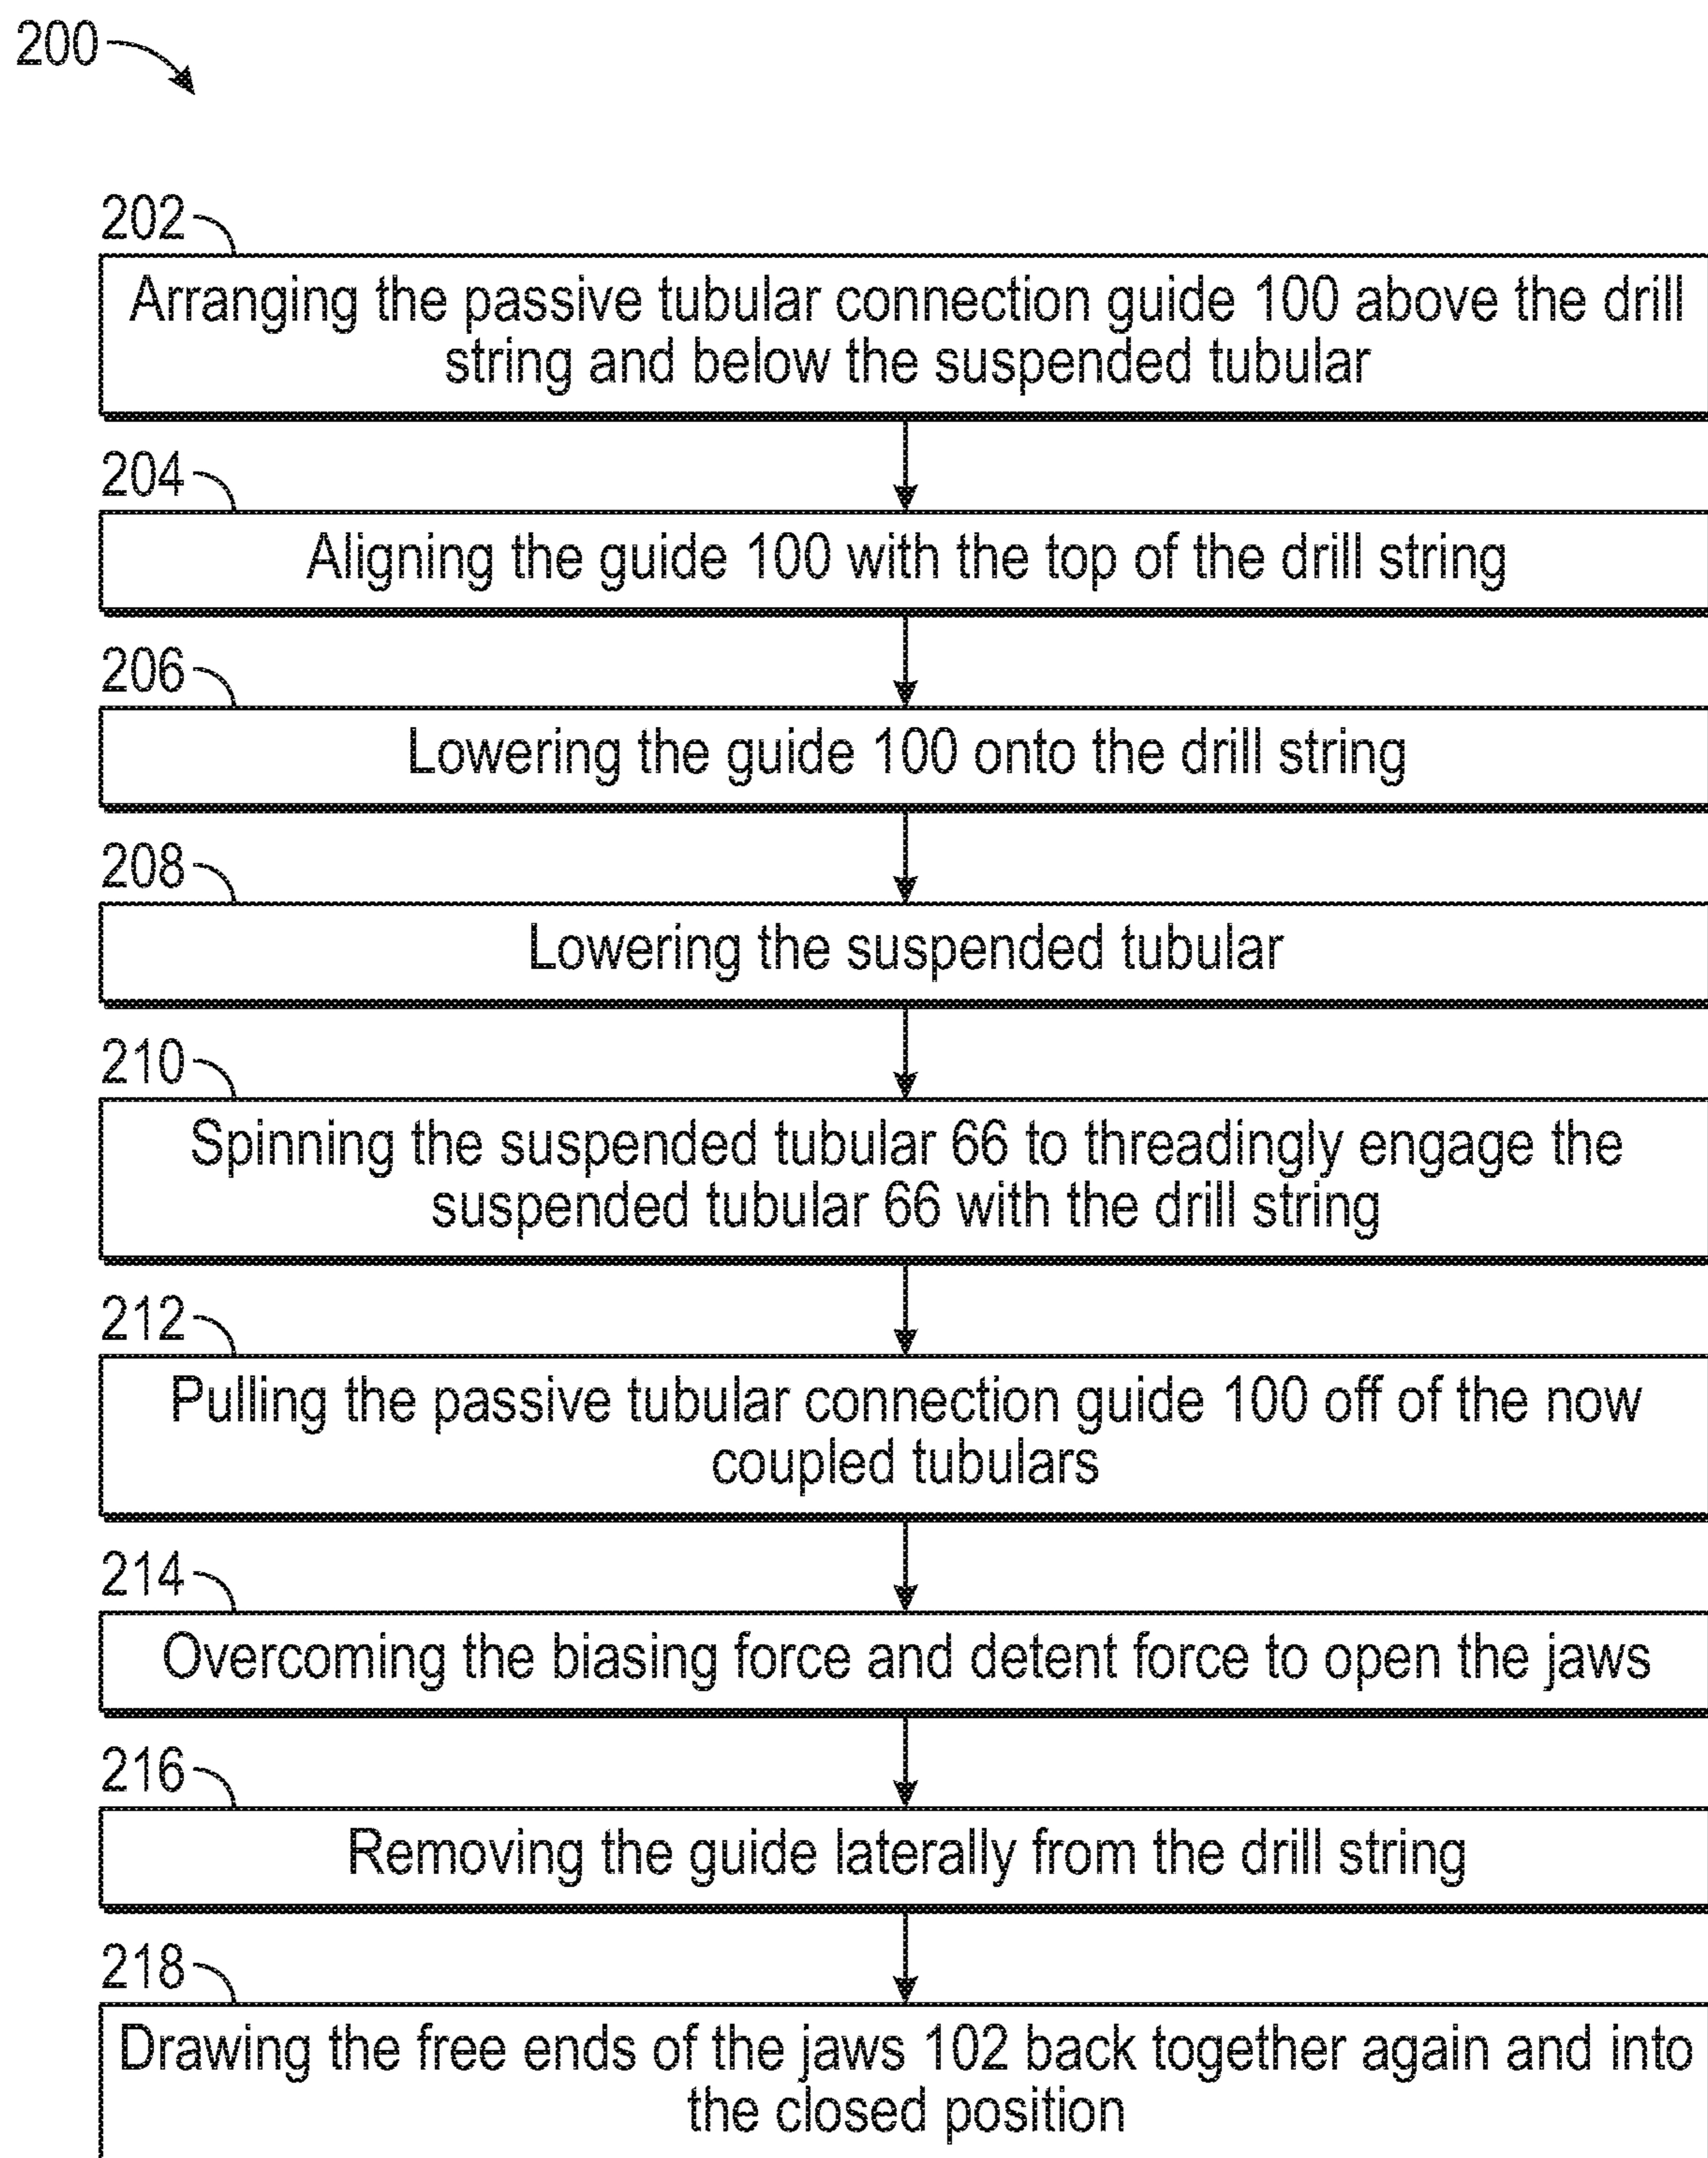 200
202
Arranging the passive tubular connection guide 100 above the drill
string and below the suspended tubular
204
Aligning the guide 100 with the top of the drill string
206
Lowering the guide 100 onto the drill string
208
Lowering the suspended tubular
210
Spinning the suspended tubular 66 to threadingly engage the
suspended tubular 66 with the drill string
212
Pulling the passive tubular connection guide 100 off of the now
coupled tubulars
214
Overcoming the biasing force and detent force to open the jaws
216
Removing the guide laterally from the drill string
218
Drawing the free ends of the jaws 102 back together again and into
the closed position